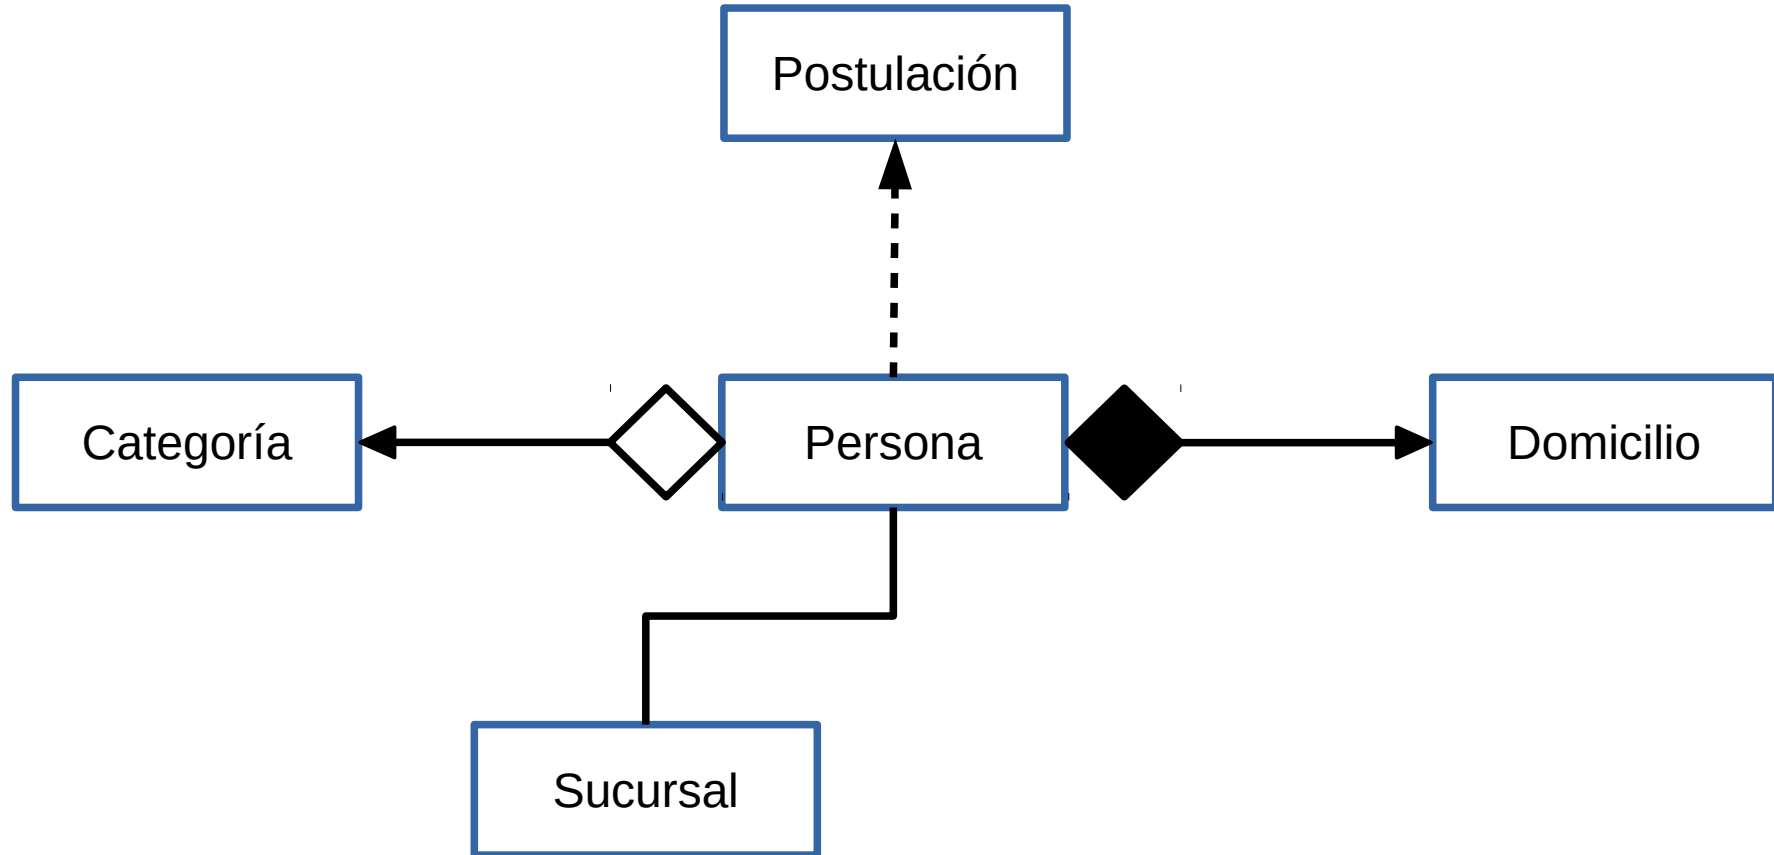 Postulación
Categoría
Persona
Domicilio
Sucursal